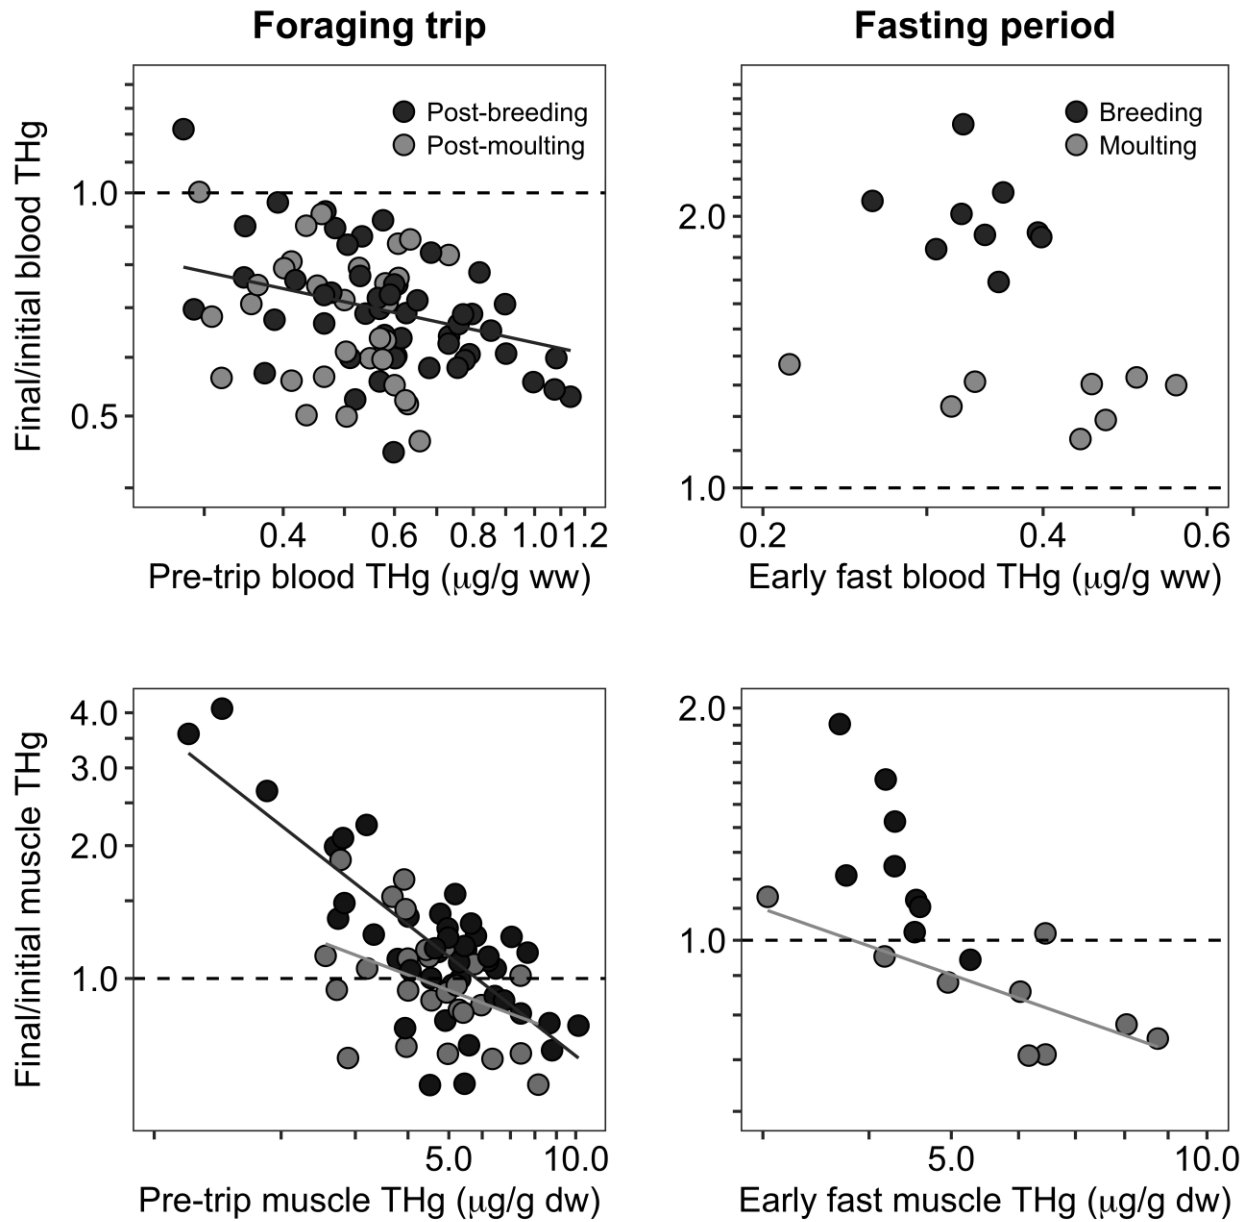 Foraging trip
Fasting period
Final/initial blood THg
1.0
0.5
Post-breeding
Post-moulting
0.4 0.6 0.8 1.0 1.2
Pre-trip blood THg (μg/g ww)
2.0
1.0
Breeding
Moulting
0.2 0.4 0.6
Early fast blood THg (μg/g ww)
Final/initial muscle THg
4.0
3.0
2.0
1.0
5.0 10.0
Pre-trip muscle THg (μg/g dw)
2.0
1.0
5.0 10.0
Early fast muscle THg (μg/g dw)